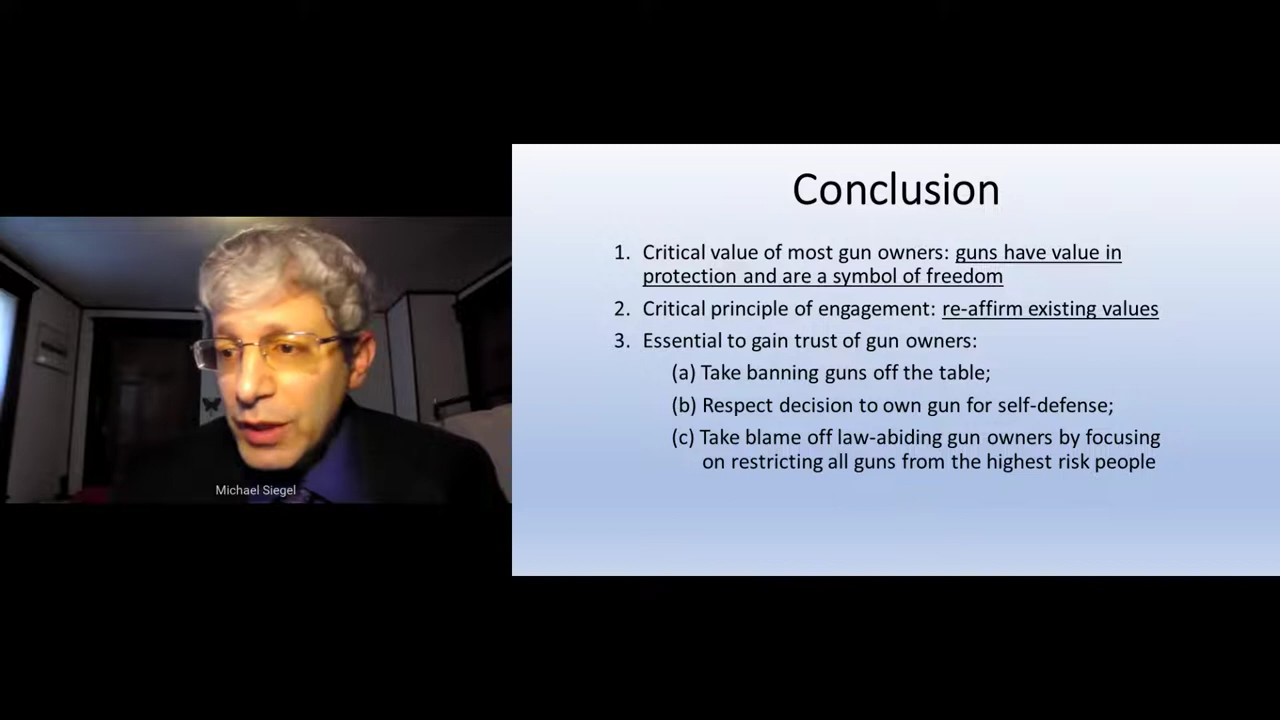 Conclusion
1. Critical value of most gun owners: guns have value in
protection and are a symbol of freedom
2. Critical principle of engagement: re-affirm existing values
3. Essential to gain trust of gun owners:
(a) Take banning guns off the table;
(b) Respect decision to own gun for self-defense;
(c) Take blame off law-abiding gun owners by focusing
on restricting all guns from the highest risk people
Michael Siegel